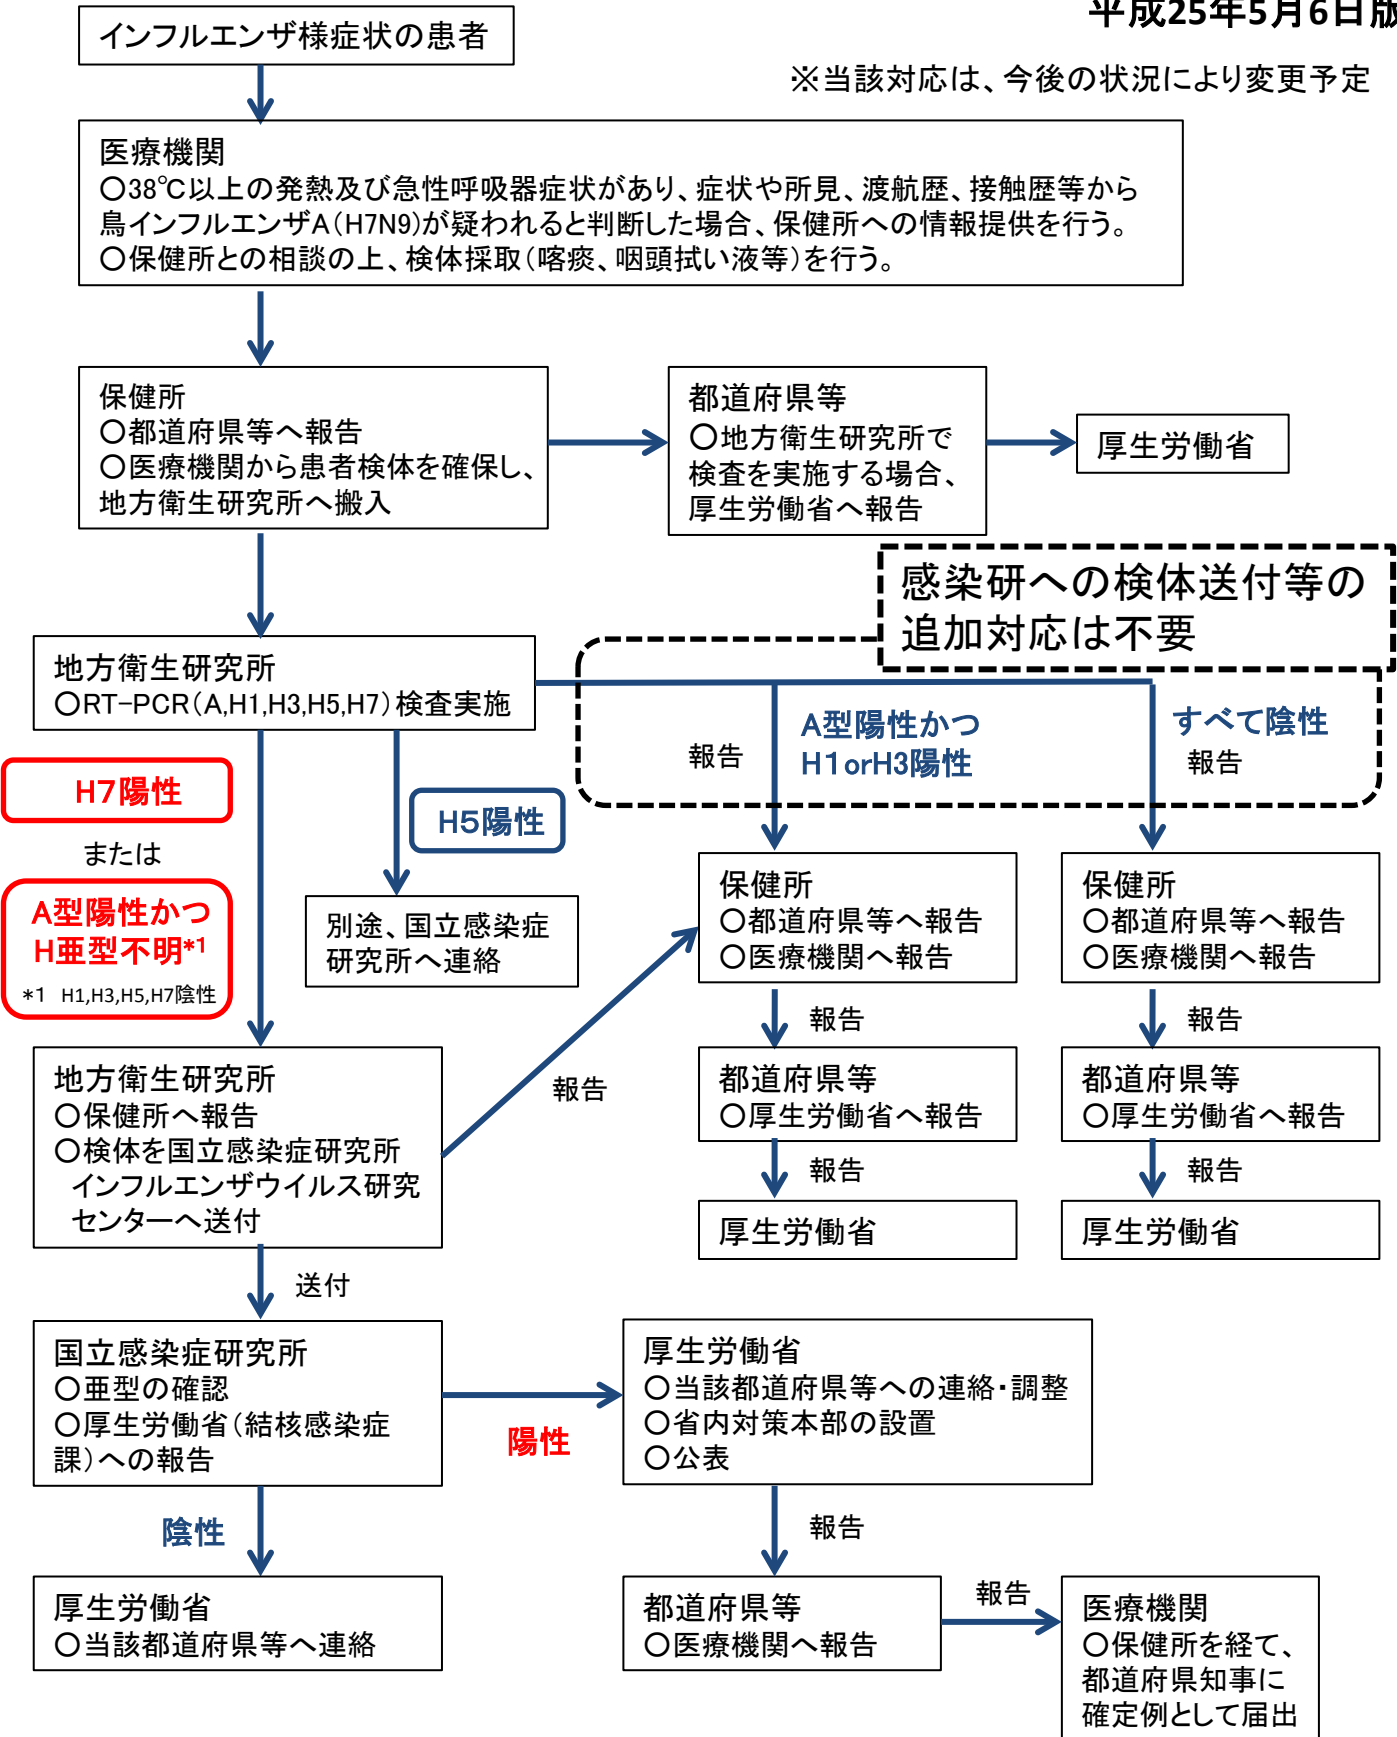 平成25年5月6日版
インフルエンザ様症状の患者
※当該対応は、今後の状況により変更予定
医療機関
○38℃以上の発熱及び急性呼吸器症状があり、症状や所見、渡航歴、接触歴等から
鳥インフルエンザA(H7N9)が疑われると判断した場合、保健所への情報提供を行う。
○保健所との相談の上、検体採取(喀痰、咽頭拭い液等)を行う。
保健所
○都道府県等へ報告
○医療機関から患者検体を確保し、
地方衛生研究所へ搬入
都道府県等
○地方衛生研究所で
検査を実施する場合、
厚生労働省へ報告
厚生労働省
感染研への検体送付等の
追加対応は不要
地方衛生研究所
○RT-PCR(A,H1,H3,H5,H7)検査実施
報告
A型陽性かつ
H1orH3陽性
すべて陰性
報告
H7陽性
または
A型陽性かつ
H亜型不明*1
*1 H1,H3,H5,H7陰性
H5陽性
別途、国立感染症
研究所へ連絡
保健所
○都道府県等へ報告
○医療機関へ報告
報告
都道府県等
○厚生労働省へ報告
報告
厚生労働省
保健所
○都道府県等へ報告
○医療機関へ報告
報告
都道府県等
○厚生労働省へ報告
報告
厚生労働省
地方衛生研究所
○保健所へ報告
○検体を国立感染症研究所
インフルエンザウイルス研究
センターへ送付
報告
送付
国立感染症研究所
○亜型の確認
○厚生労働省(結核感染症
課)への報告
陽性
厚生労働省
○当該都道府県等への連絡・調整
○省内対策本部の設置
○公表
陰性
報告
厚生労働省
○当該都道府県等へ連絡
都道府県等
○医療機関へ報告
報告
医療機関
○保健所を経て、
都道府県知事に
確定例として届出